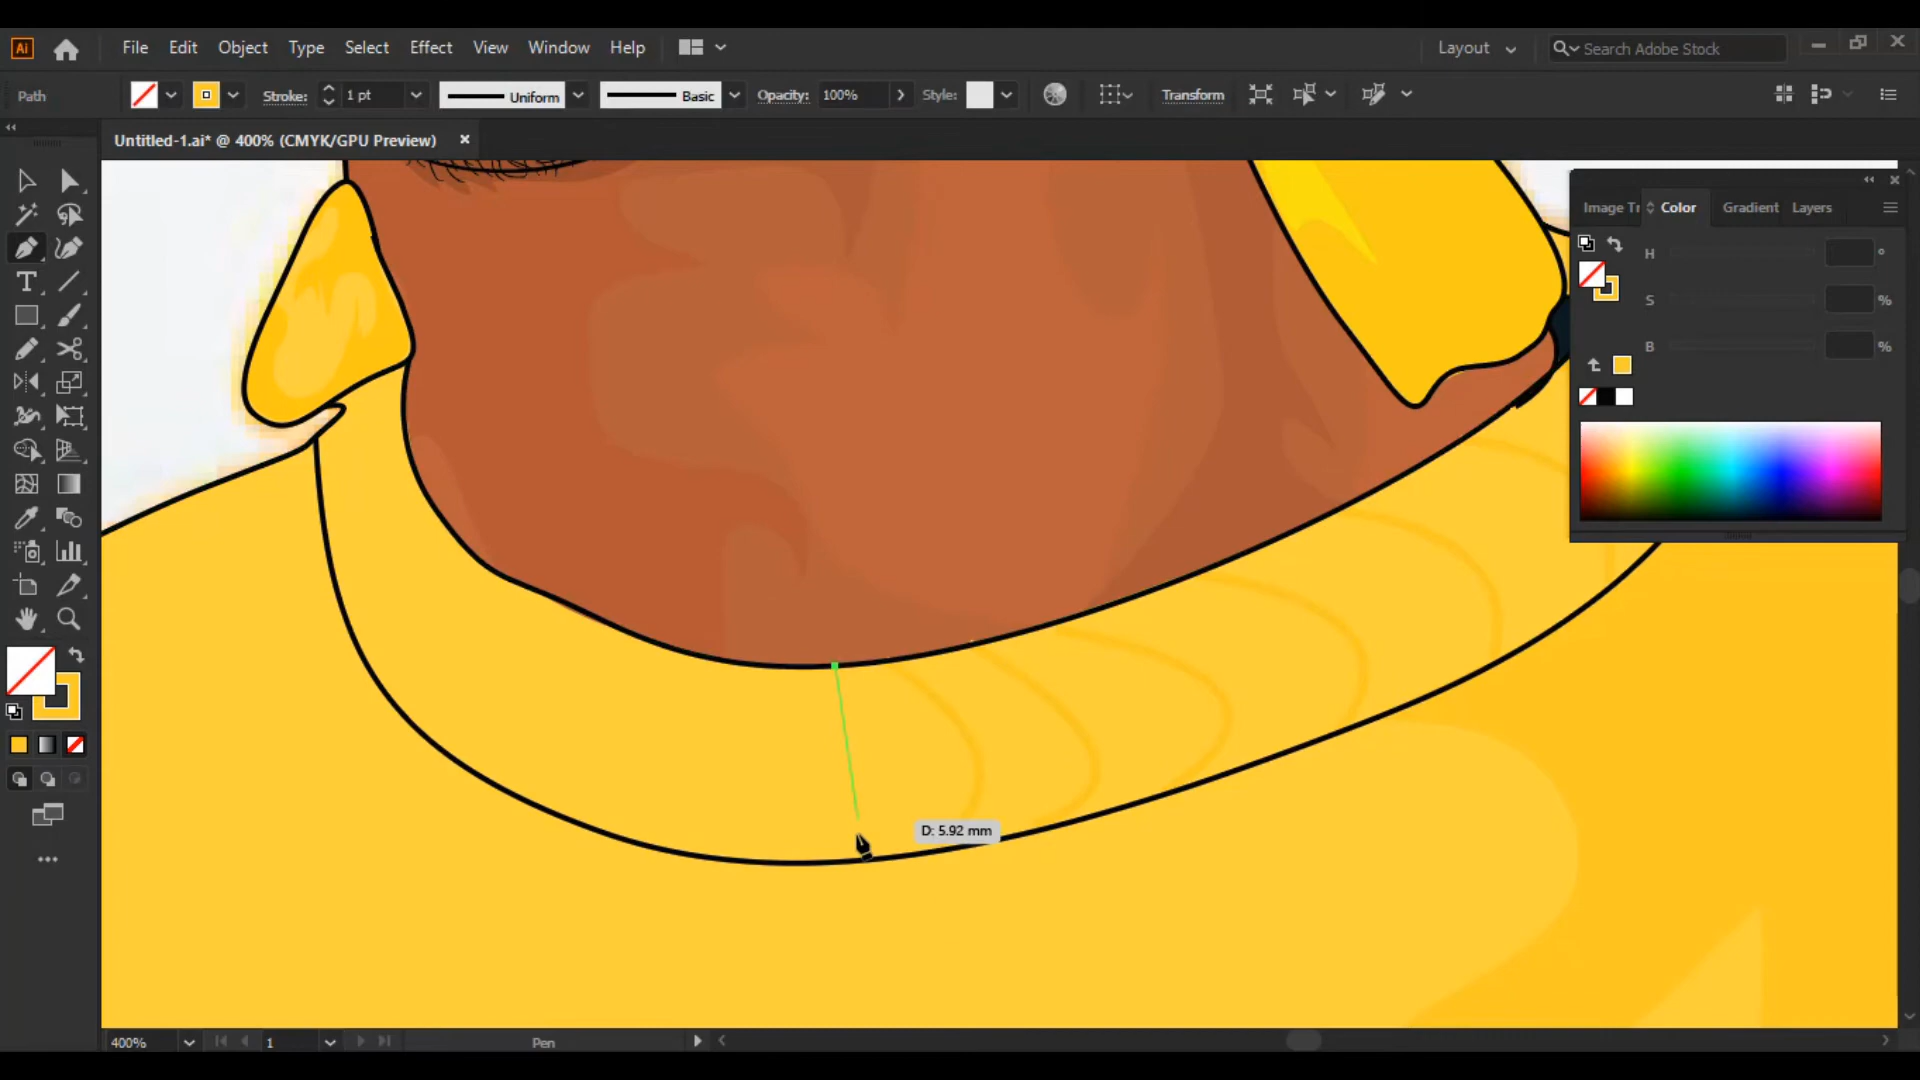 Ai File Edit Object Type Select Effect View Window Help Layout Search Adobe Stock
Path Stroke: 1 pt Uniform Basic Opacity: 100% Style: Transform
Untitled-1.ai* @ 400% (CMYK/GPU Preview)
Image Tr Color Gradient Layers
H °
S %
B %
D: 5.92 mm
400% 1 Pen